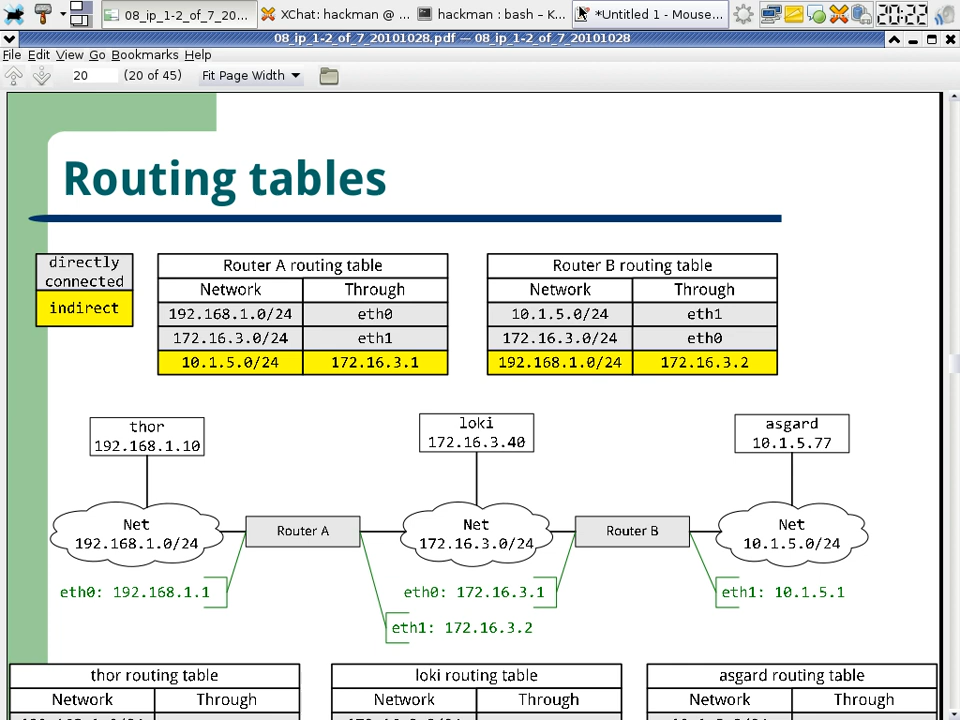 08_ip_1-2_of_7_20...
XChat: hackman @ ...
hackman : bash – K...
*Untitled 1 - Mouse...
20:22
08_ip_1-2_of_7_20101028.pdf — 08_ip_1-2_of_7_20101028
File Edit View Go Bookmarks Help
20 (20 of 45) Fit Page Width
Routing tables
directly
connected
indirect
Router A routing table
Network Through
192.168.1.0/24 eth0
172.16.3.0/24 eth1
10.1.5.0/24 172.16.3.1
Router B routing table
Network Through
10.1.5.0/24 eth1
172.16.3.0/24 eth0
192.168.1.0/24 172.16.3.2
thor
192.168.1.10
loki
172.16.3.40
asgard
10.1.5.77
Net
192.168.1.0/24
Router A
Net
172.16.3.0/24
Router B
Net
10.1.5.0/24
eth0: 192.168.1.1
eth0: 172.16.3.1
eth1: 10.1.5.1
eth1: 172.16.3.2
thor routing table
Network Through
loki routing table
Network Through
asgard routing table
Network Through